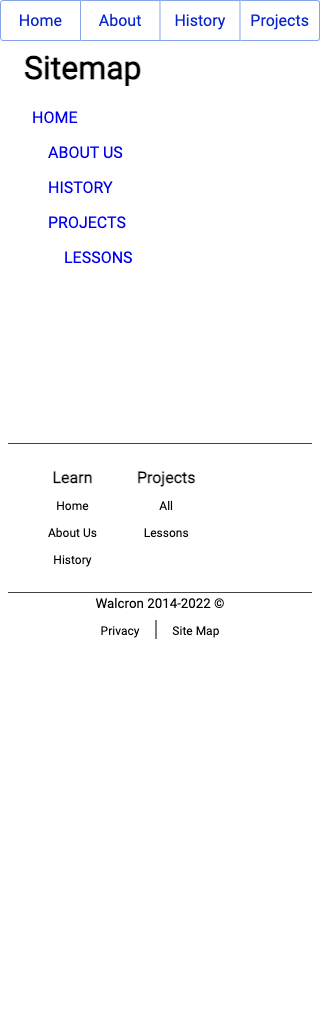 Home About History Projects
Sitemap
HOME
ABOUT US
HISTORY
PROJECTS
LESSONS
Learn Projects
Home All
About Us Lessons
History
Walcron 2014-2022 ©
Privacy Site Map